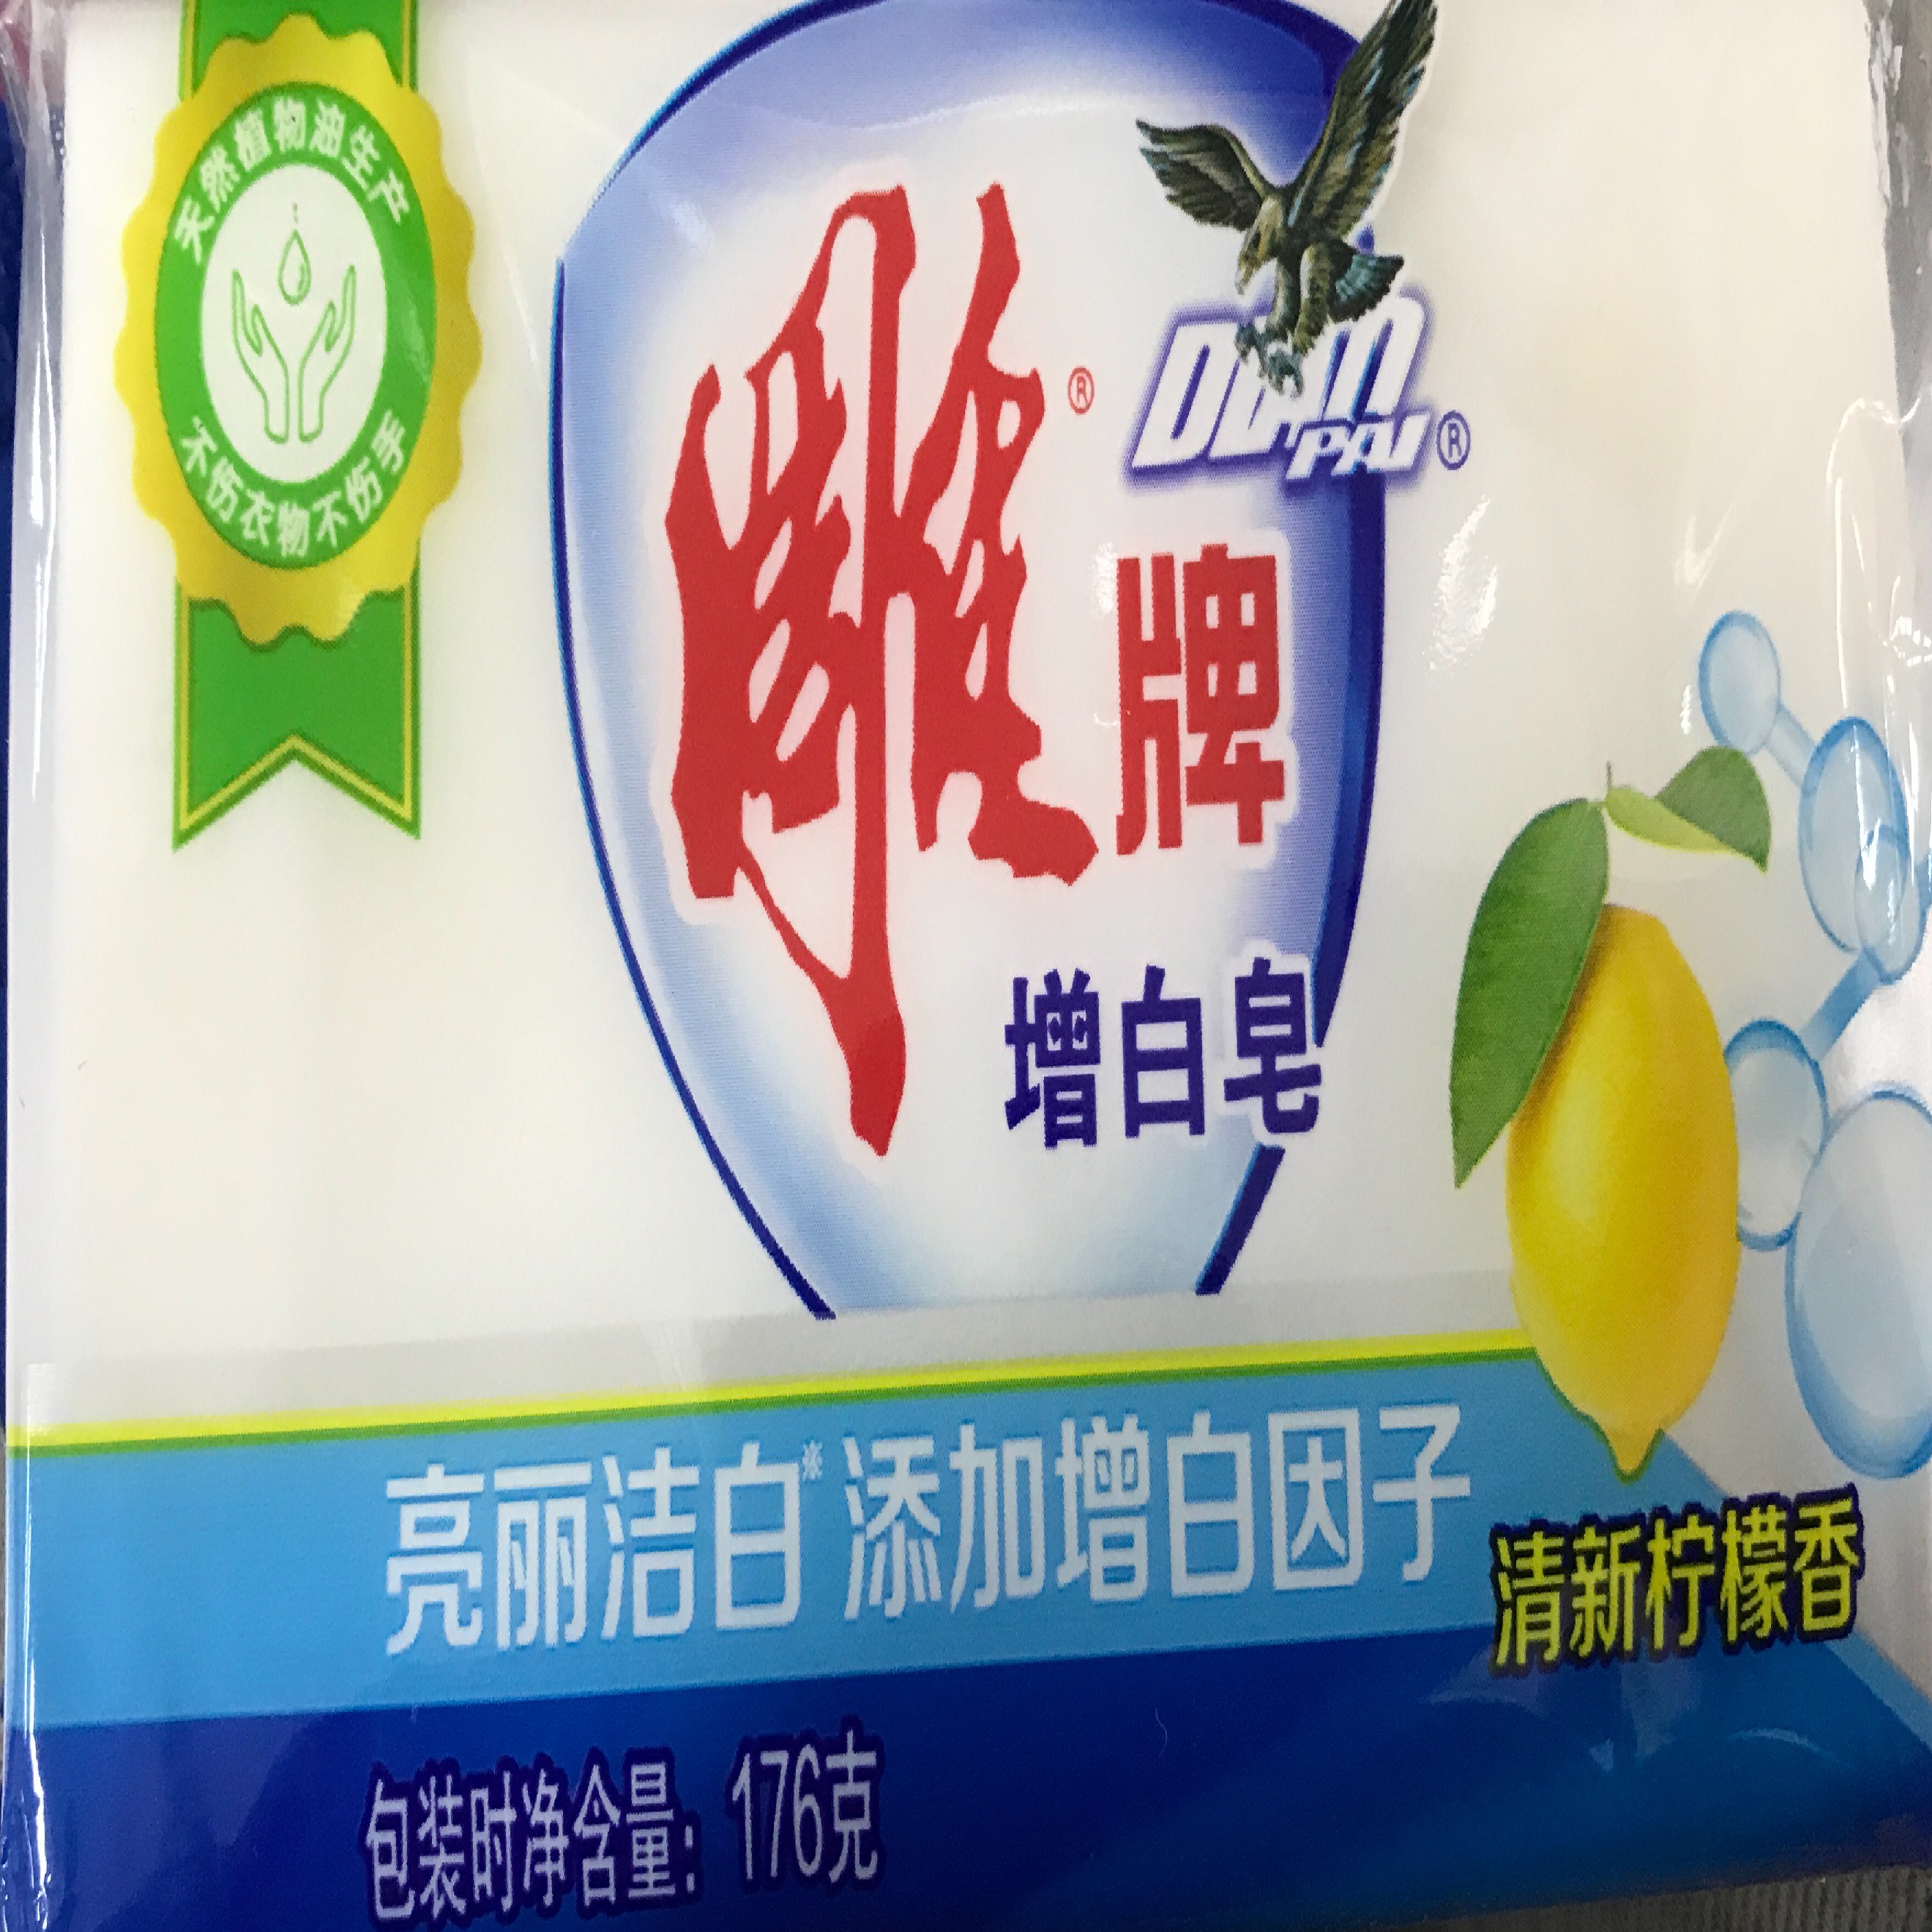 天然植物油生产
不伤衣物不伤手
雕®
DIAO
PAI®
牌
增白皂
亮丽洁白※ 添加增白因子
清新柠檬香
包装时净含量：176克